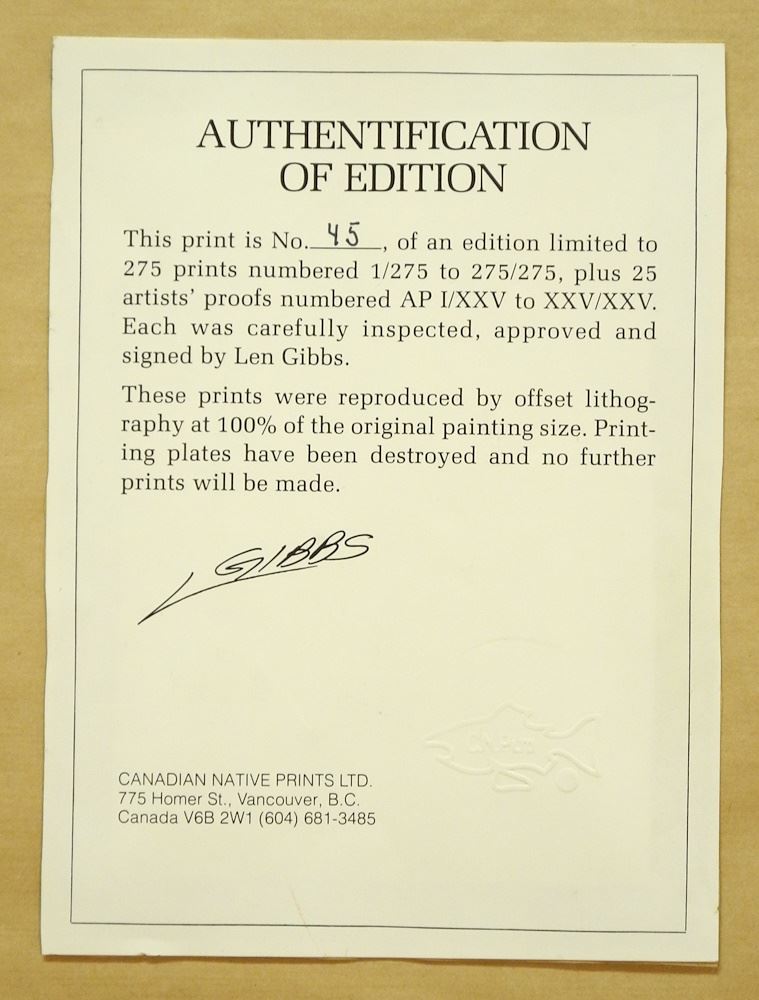 AUTHENTIFICATION
OF EDITION
This print is No. 45, of an edition limited to
275 prints numbered 1/275 to 275/275, plus 25
artists' proofs numbered AP I/XXV to XXV/XXV.
Each was carefully inspected, approved and
signed by Len Gibbs.
These prints were reproduced by offset lithog-
raphy at 100% of the original painting size. Print-
ing plates have been destroyed and no further
prints will be made.
L GIBBS
CANADIAN NATIVE PRINTS LTD.
775 Homer St., Vancouver, B.C.
Canada V6B 2W1 (604) 681-3485